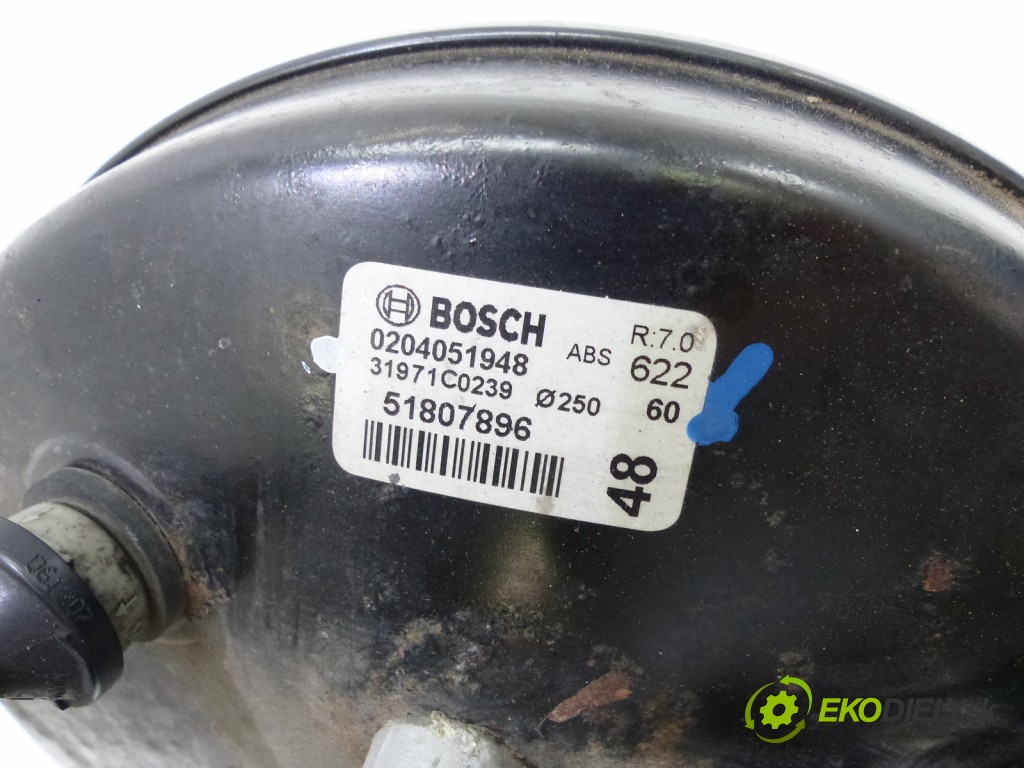 BOSCH R:7.0
0204051948 ABS 622
31971C0239 Ø250 60
51807896
48
EKODIESEL